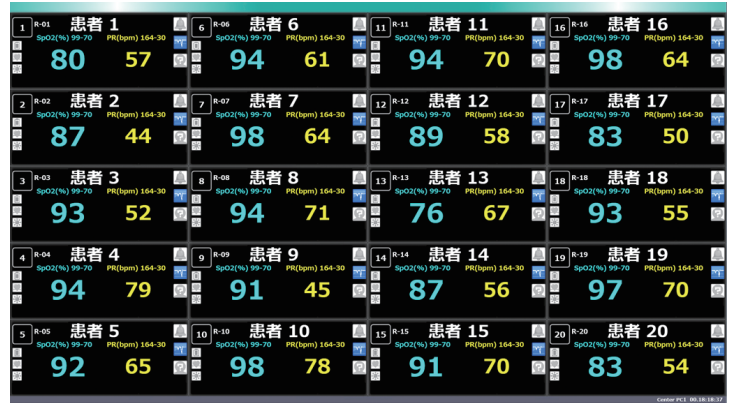 1 R-01 患者 1
SpO2(%) 99-70 PR(bpm) 164-30
80 57
2 R-02 患者 2
SpO2(%) 99-70 PR(bpm) 164-30
87 44
3 R-03 患者 3
SpO2(%) 99-70 PR(bpm) 164-30
93 52
4 R-04 患者 4
SpO2(%) 99-70 PR(bpm) 164-30
94 79
5 R-05 患者 5
SpO2(%) 99-70 PR(bpm) 164-30
92 65
6 R-06 患者 6
SpO2(%) 99-70 PR(bpm) 164-30
94 61
7 R-07 患者 7
SpO2(%) 99-70 PR(bpm) 164-30
98 64
8 R-08 患者 8
SpO2(%) 99-70 PR(bpm) 164-30
94 71
9 R-09 患者 9
SpO2(%) 99-70 PR(bpm) 164-30
91 45
10 R-10 患者 10
SpO2(%) 99-70 PR(bpm) 164-30
98 78
11 R-11 患者 11
SpO2(%) 99-70 PR(bpm) 164-30
94 70
12 R-12 患者 12
SpO2(%) 99-70 PR(bpm) 164-30
89 58
13 R-13 患者 13
SpO2(%) 99-70 PR(bpm) 164-30
76 67
14 R-14 患者 14
SpO2(%) 99-70 PR(bpm) 164-30
87 56
15 R-15 患者 15
SpO2(%) 99-70 PR(bpm) 164-30
91 70
16 R-16 患者 16
SpO2(%) 99-70 PR(bpm) 164-30
98 64
17 R-17 患者 17
SpO2(%) 99-70 PR(bpm) 164-30
83 50
18 R-18 患者 18
SpO2(%) 99-70 PR(bpm) 164-30
93 55
19 R-19 患者 19
SpO2(%) 99-70 PR(bpm) 164-30
97 70
20 R-20 患者 20
SpO2(%) 99-70 PR(bpm) 164-30
83 54
Center PC1 00.18:18:37